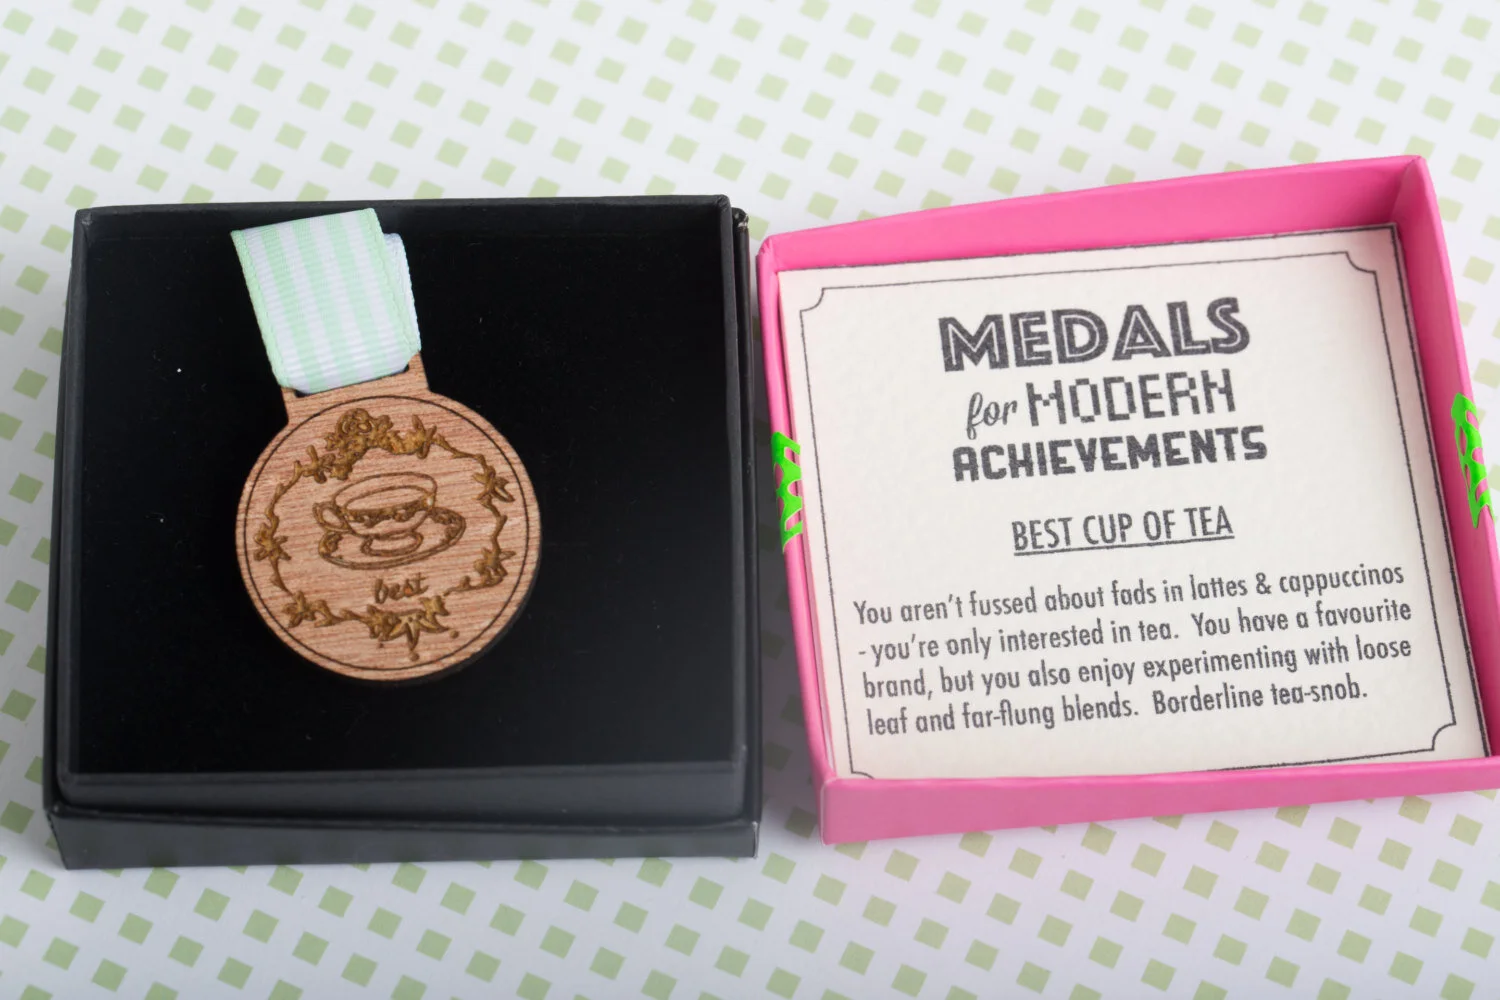 best
MEDALS
for MODERN
ACHIEVEMENTS
BEST CUP OF TEA
You aren't fussed about fads in lattes & cappuccinos
- you're only interested in tea. You have a favourite
brand, but you also enjoy experimenting with loose
leaf and far-flung blends. Borderline tea-snob.